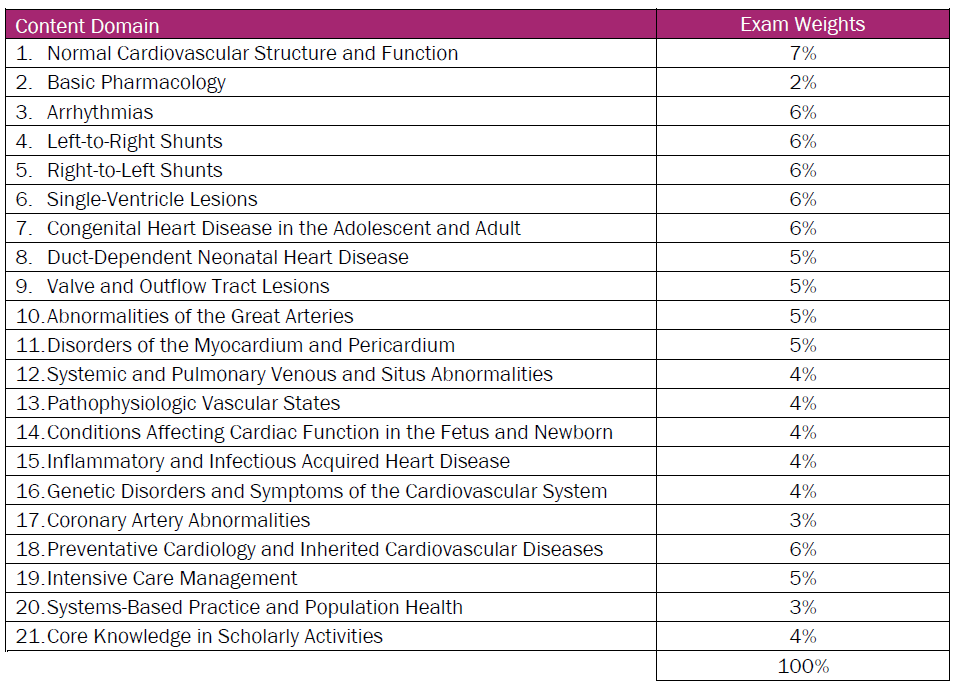 Content Domain Exam Weights
1. Normal Cardiovascular Structure and Function 7%
2. Basic Pharmacology 2%
3. Arrhythmias 6%
4. Left-to-Right Shunts 6%
5. Right-to-Left Shunts 6%
6. Single-Ventricle Lesions 6%
7. Congenital Heart Disease in the Adolescent and Adult 6%
8. Duct-Dependent Neonatal Heart Disease 5%
9. Valve and Outflow Tract Lesions 5%
10. Abnormalities of the Great Arteries 5%
11. Disorders of the Myocardium and Pericardium 5%
12. Systemic and Pulmonary Venous and Situs Abnormalities 4%
13. Pathophysiologic Vascular States 4%
14. Conditions Affecting Cardiac Function in the Fetus and Newborn 4%
15. Inflammatory and Infectious Acquired Heart Disease 4%
16. Genetic Disorders and Symptoms of the Cardiovascular System 4%
17. Coronary Artery Abnormalities 3%
18. Preventative Cardiology and Inherited Cardiovascular Diseases 6%
19. Intensive Care Management 5%
20. Systems-Based Practice and Population Health 3%
21. Core Knowledge in Scholarly Activities 4%
100%